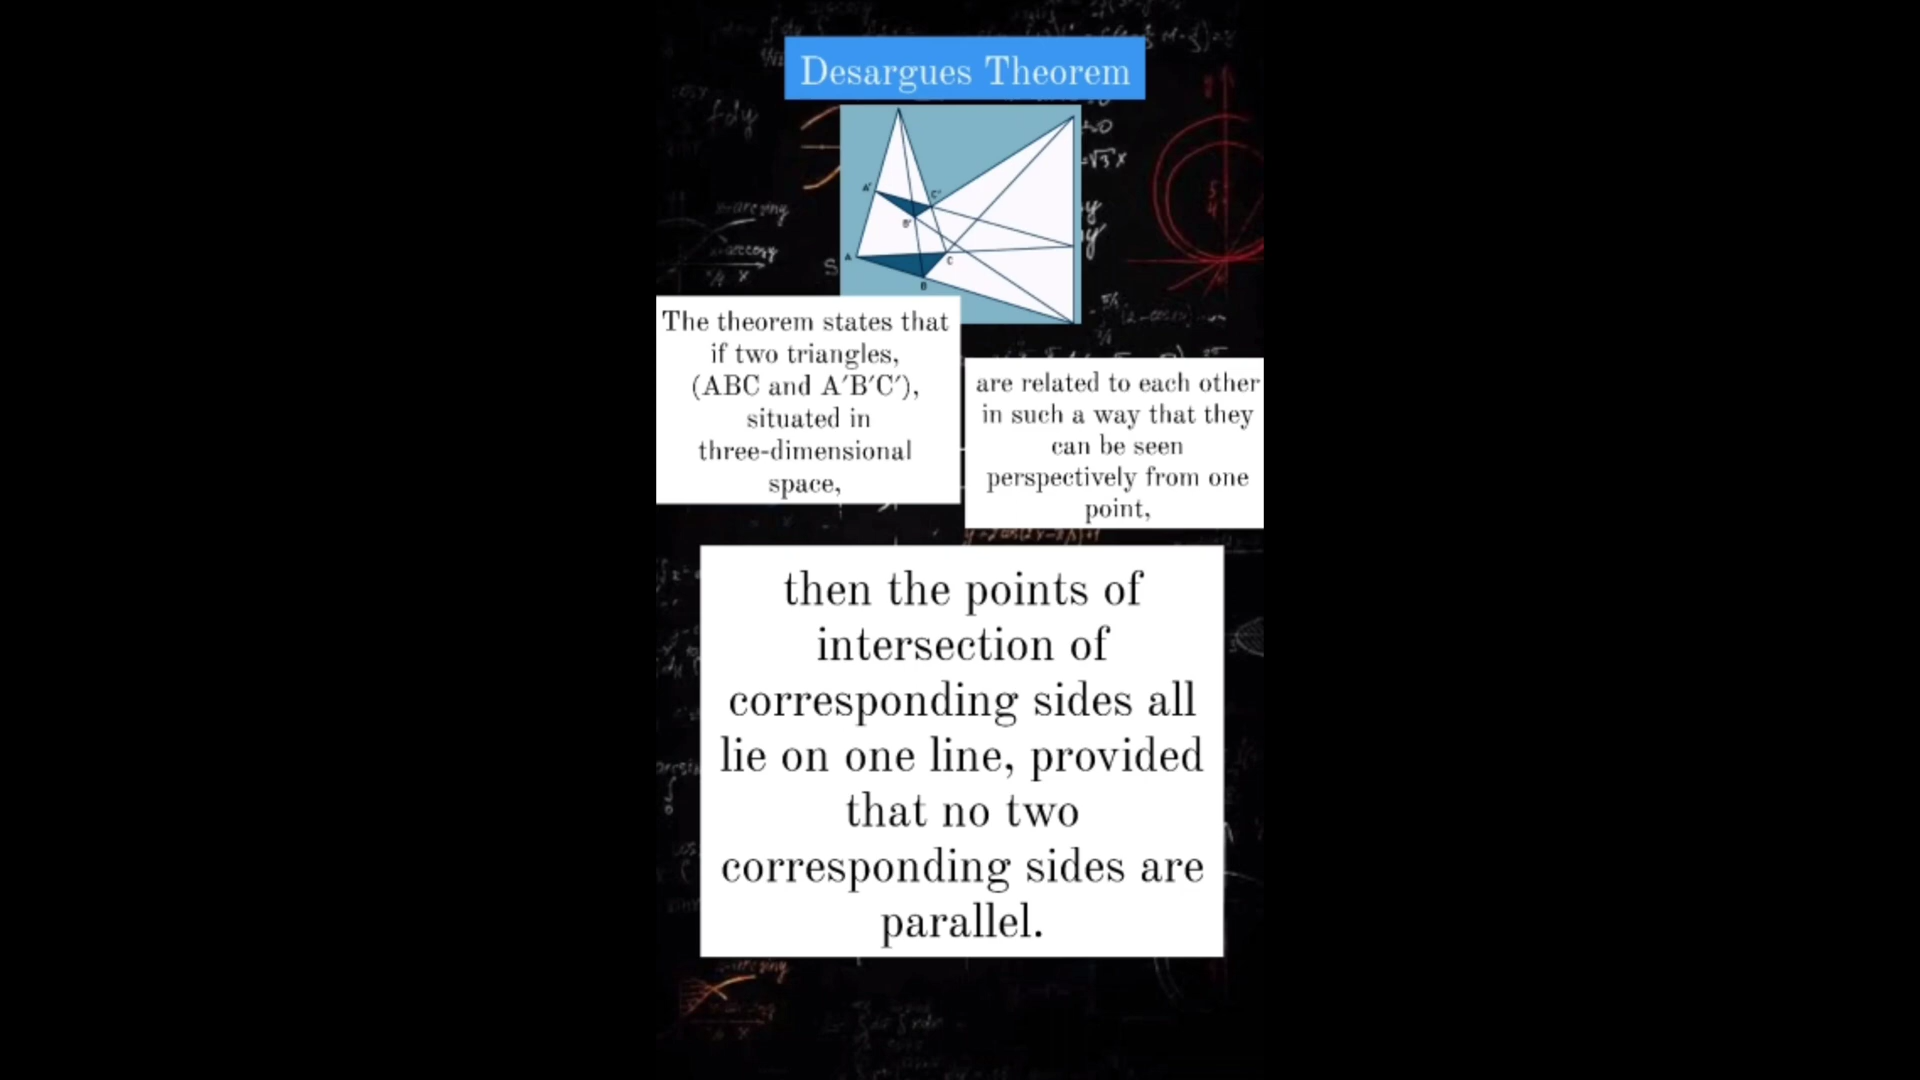 Desargues Theorem
A'
C'
B'
A
C
B
The theorem states that
if two triangles,
(ABC and A′B′C′),
situated in
three-dimensional
space,
are related to each other
in such a way that they
can be seen
perspectively from one
point,
then the points of
intersection of
corresponding sides all
lie on one line, provided
that no two
corresponding sides are
parallel.